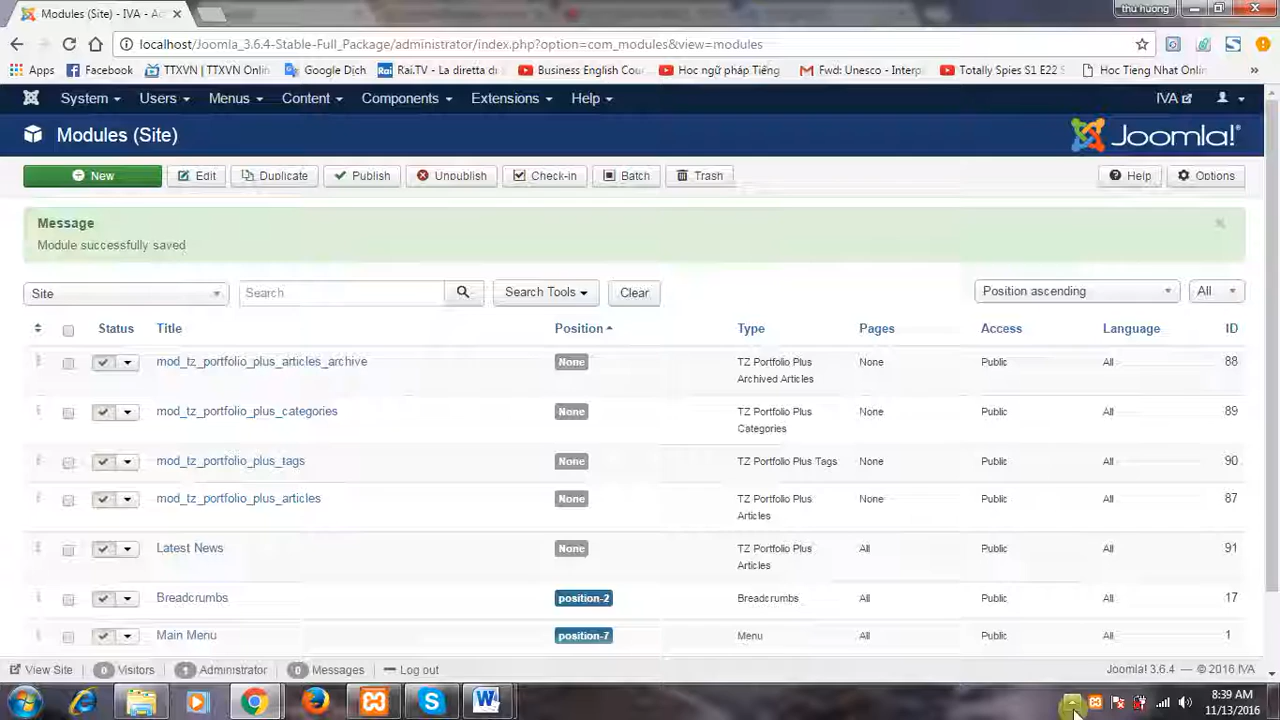 Modules (Site) - IVA - Ac
thu huong
localhost/Joomla_3.6.4-Stable-Full_Package/administrator/index.php?option=com_modules&view=modules
Apps Facebook TTXVN | TTXVN Onlin Google Dịch Rai.TV - La diretta di Business English Cou Học ngữ pháp Tiếng Fwd: Unesco - Interp Totally Spies S1 E22 S Hoc Tieng Nhat Onlin »
System Users Menus Content Components Extensions Help IVA
Modules (Site) Joomla!
New Edit Duplicate Publish Unpublish Check-in Batch Trash Help Options
Message ×
Module successfully saved
Site Search Search Tools Clear Position ascending All
Status Title Position Type Pages Access Language ID
mod_tz_portfolio_plus_articles_archive None TZ Portfolio Plus None Public All 88
Archived Articles
mod_tz_portfolio_plus_categories None TZ Portfolio Plus None Public All 89
Categories
mod_tz_portfolio_plus_tags None TZ Portfolio Plus Tags None Public All 90
mod_tz_portfolio_plus_articles None TZ Portfolio Plus None Public All 87
Articles
Latest News None TZ Portfolio Plus All Public All 91
Articles
Breadcrumbs position-2 Breadcrumbs All Public All 17
Main Menu position-7 Menu All Public All 1
View Site 0 Visitors 1 Administrator 0 Messages Log out Joomla! 3.6.4 — © 2016 IVA
8:39 AM
11/13/2016